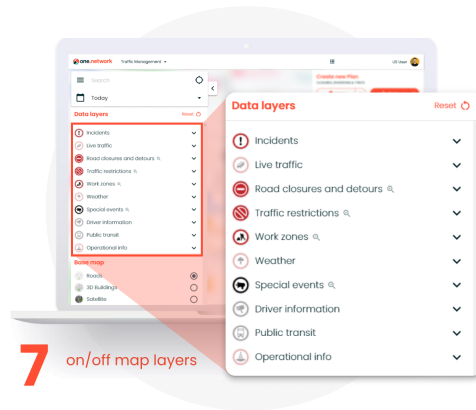 one.network
Traffic Management
US User
Search
Today
Create new Plan
Data layers
Reset
Incidents
Live traffic
Road closures and detours
Traffic restrictions
Work zones
Weather
Special events
Driver information
Public transit
Operational info
Base map
Roads
3D Buildings
Satellite
Data layers
Reset
Incidents
Live traffic
Road closures and detours
Traffic restrictions
Work zones
Weather
Special events
Driver information
Public transit
Operational info
7
on/off map layers